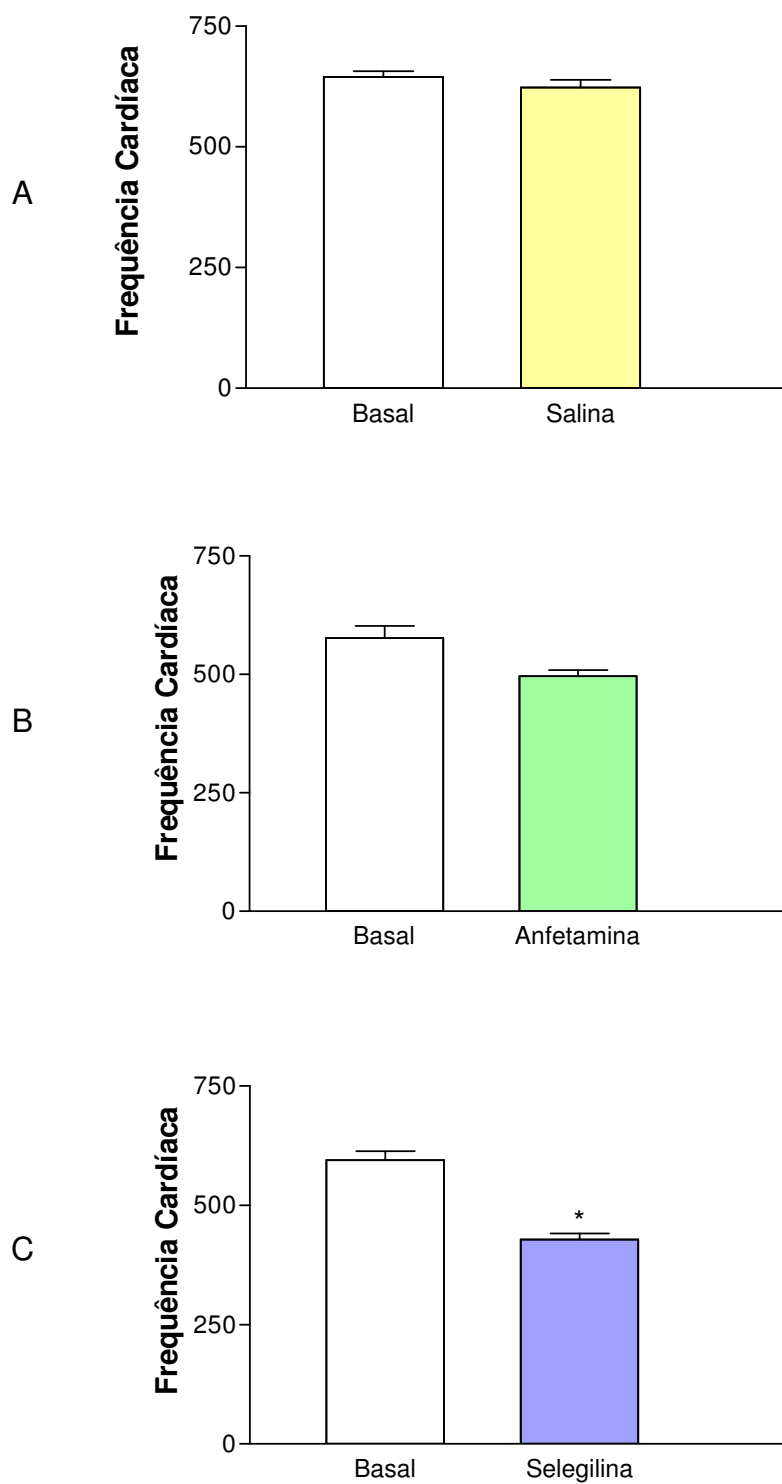 A
Frequência Cardíaca
750
500
250
0
Basal
Salina
B
Frequência Cardíaca
750
500
250
0
Basal
Anfetamina
C
Frequência Cardíaca
750
500
250
0
*
Basal
Selegilina